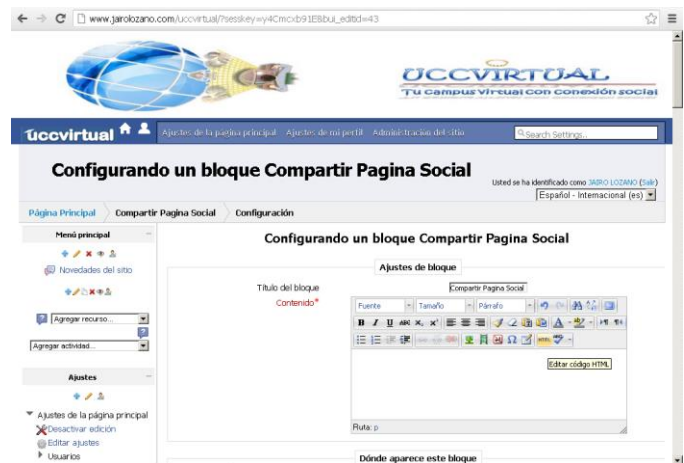 www.jarolozano.com/uccvirtual/?sesskey=y4Cmcxb91E&bui_editid=43
UCCVIRTUAL
Tu campus virtual con conexión social
uccvirtual
Ajustes de la página principal Ajustes de mi perfil Administración del sitio
Search Settings...
Configurando un bloque Compartir Pagina Social
Usted se ha identificado como JAIRO LOZANO (Salir)
Español - Internacional (es)
Página Principal Compartir Pagina Social Configuración
Menú principal
Novedades del sitio
Agregar recurso...
Agregar actividad...
Ajustes
Ajustes de la página principal
Desactivar edición
Editar ajustes
Usuarios
Configurando un bloque Compartir Pagina Social
Ajustes de bloque
Título del bloque
Compartir Pagina Social
Contenido*
Fuente Tamaño Párrafo
B I U ABC
HTML
Editar código HTML
Ruta: p
Dónde aparece este bloque